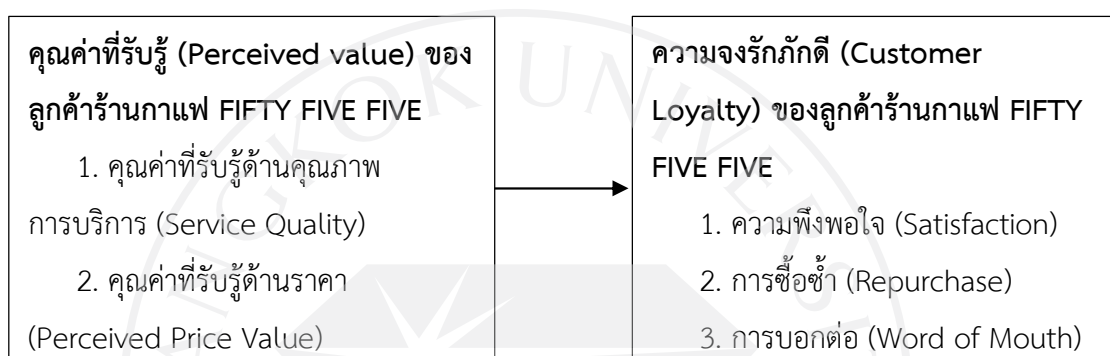 คุณค่าที่รับรู้ (Perceived value) ของ
ลูกค้าร้านกาแฟ FIFTY FIVE FIVE
1. คุณค่าที่รับรู้ด้านคุณภาพ
การบริการ (Service Quality)
2. คุณค่าที่รับรู้ด้านราคา
(Perceived Price Value)
ความจงรักภักดี (Customer
Loyalty) ของลูกค้าร้านกาแฟ FIFTY
FIVE FIVE
1. ความพึงพอใจ (Satisfaction)
2. การซื้อซ้ำ (Repurchase)
3. การบอกต่อ (Word of Mouth)